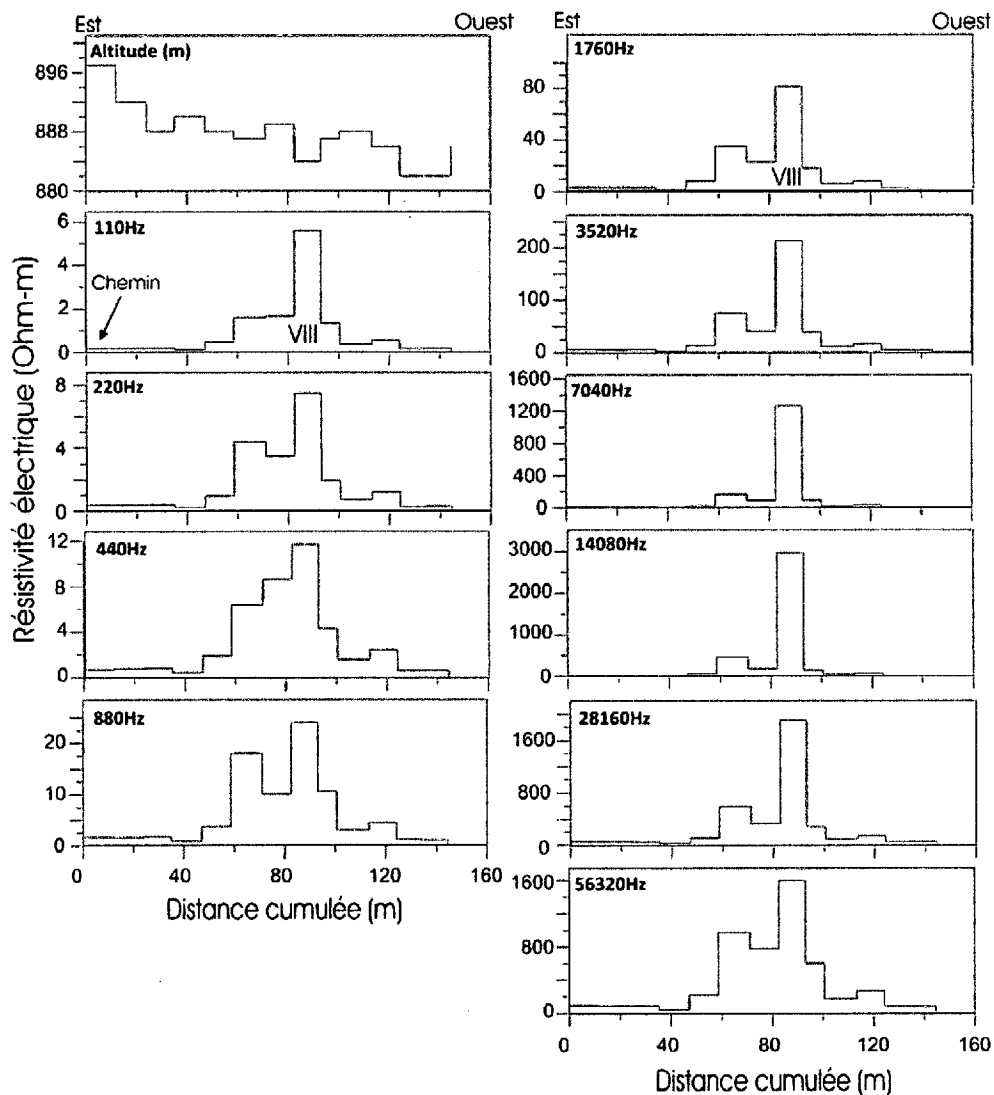 Est
Ouest
Altitude (m)
896
888
880
110Hz
6
4
2
0
Chemin
VIII
220Hz
8
4
0
440Hz
12
8
4
0
880Hz
20
10
0
0
40
80
120
160
Distance cumulée (m)
Résistivité électrique (Ohm-m)
Est
Ouest
1760Hz
80
40
0
VIII
3520Hz
200
100
0
7040Hz
1600
1200
800
400
0
14080Hz
3000
2000
1000
0
28160Hz
1600
800
0
56320Hz
1600
800
0
0
40
80
120
160
Distance cumulée (m)